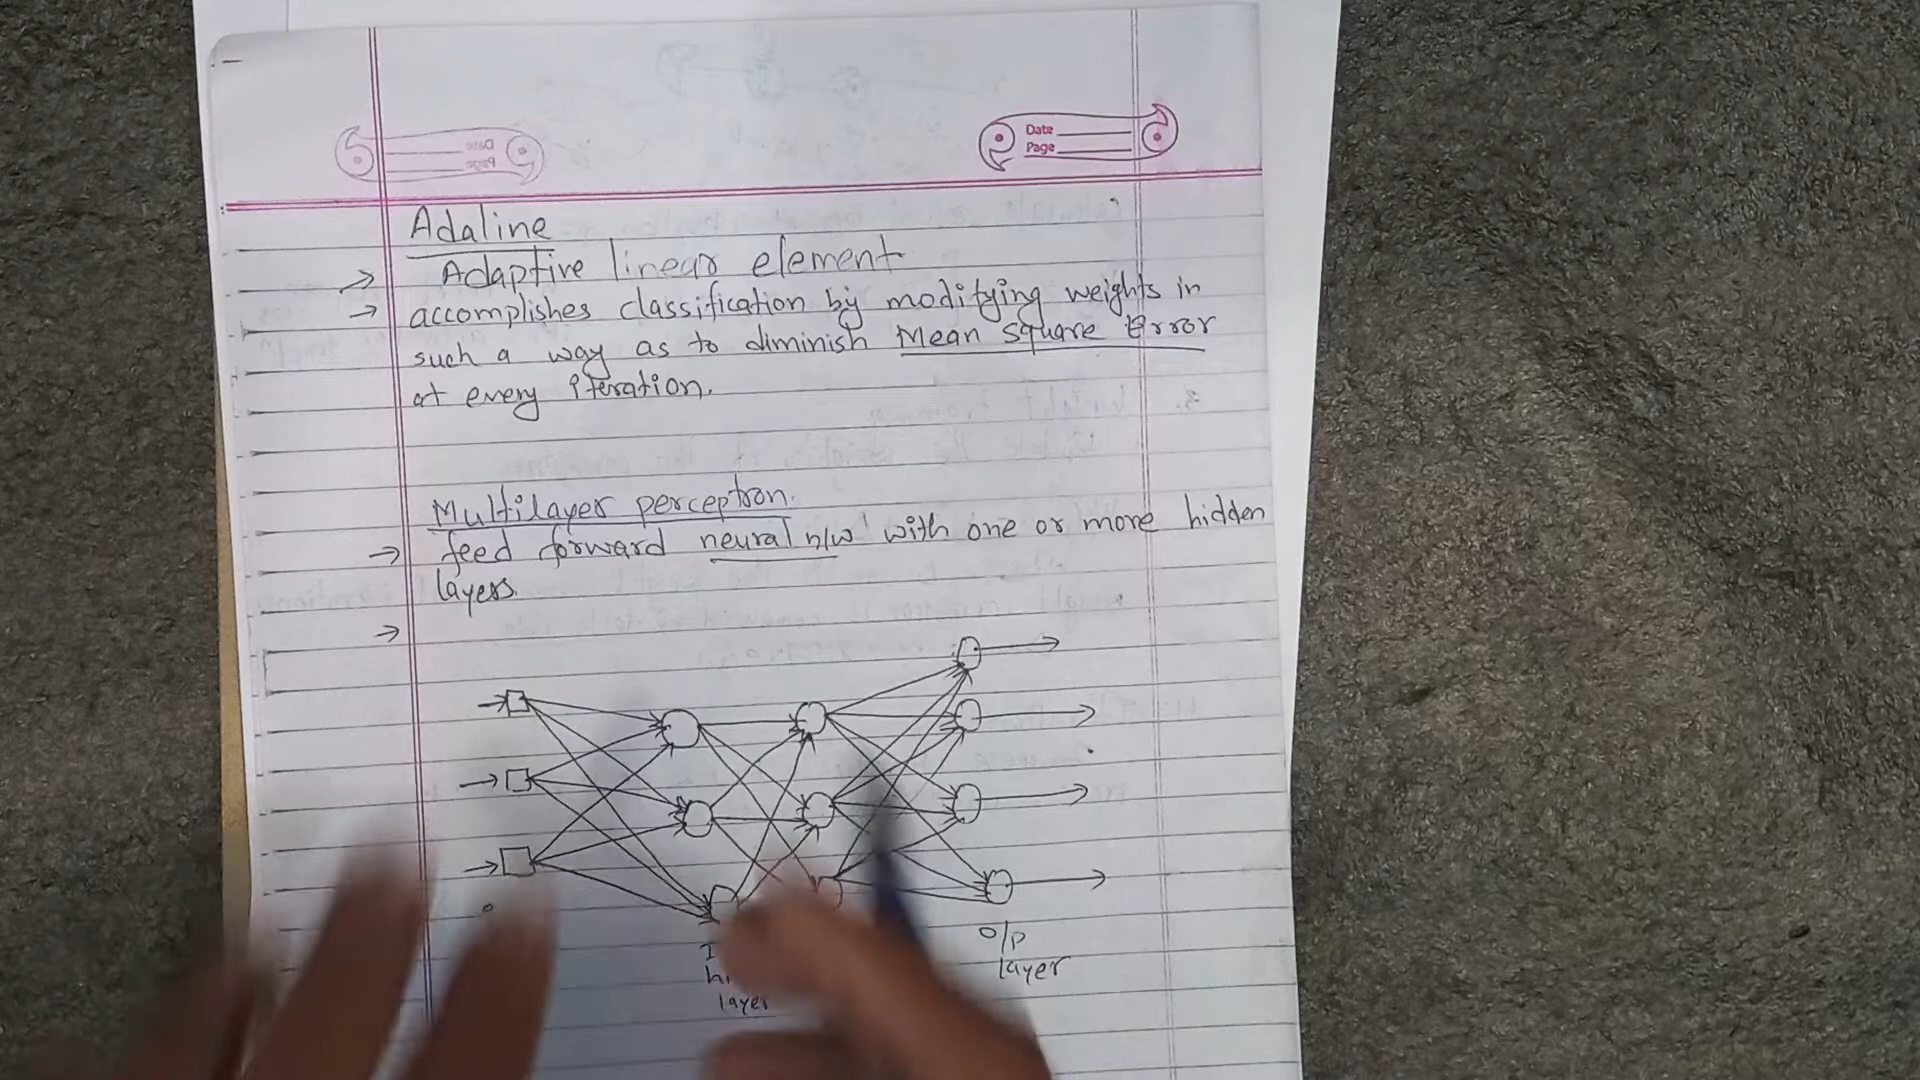 Date
Page
Adaline
Adaptive linear element
accomplishes classification by modifying weights in
such a way as to diminish Mean square Error
at every iteration.
Multilayer perceptron.
feed forward neural n/w with one or more hidden
layers.
O/P
layer
layer